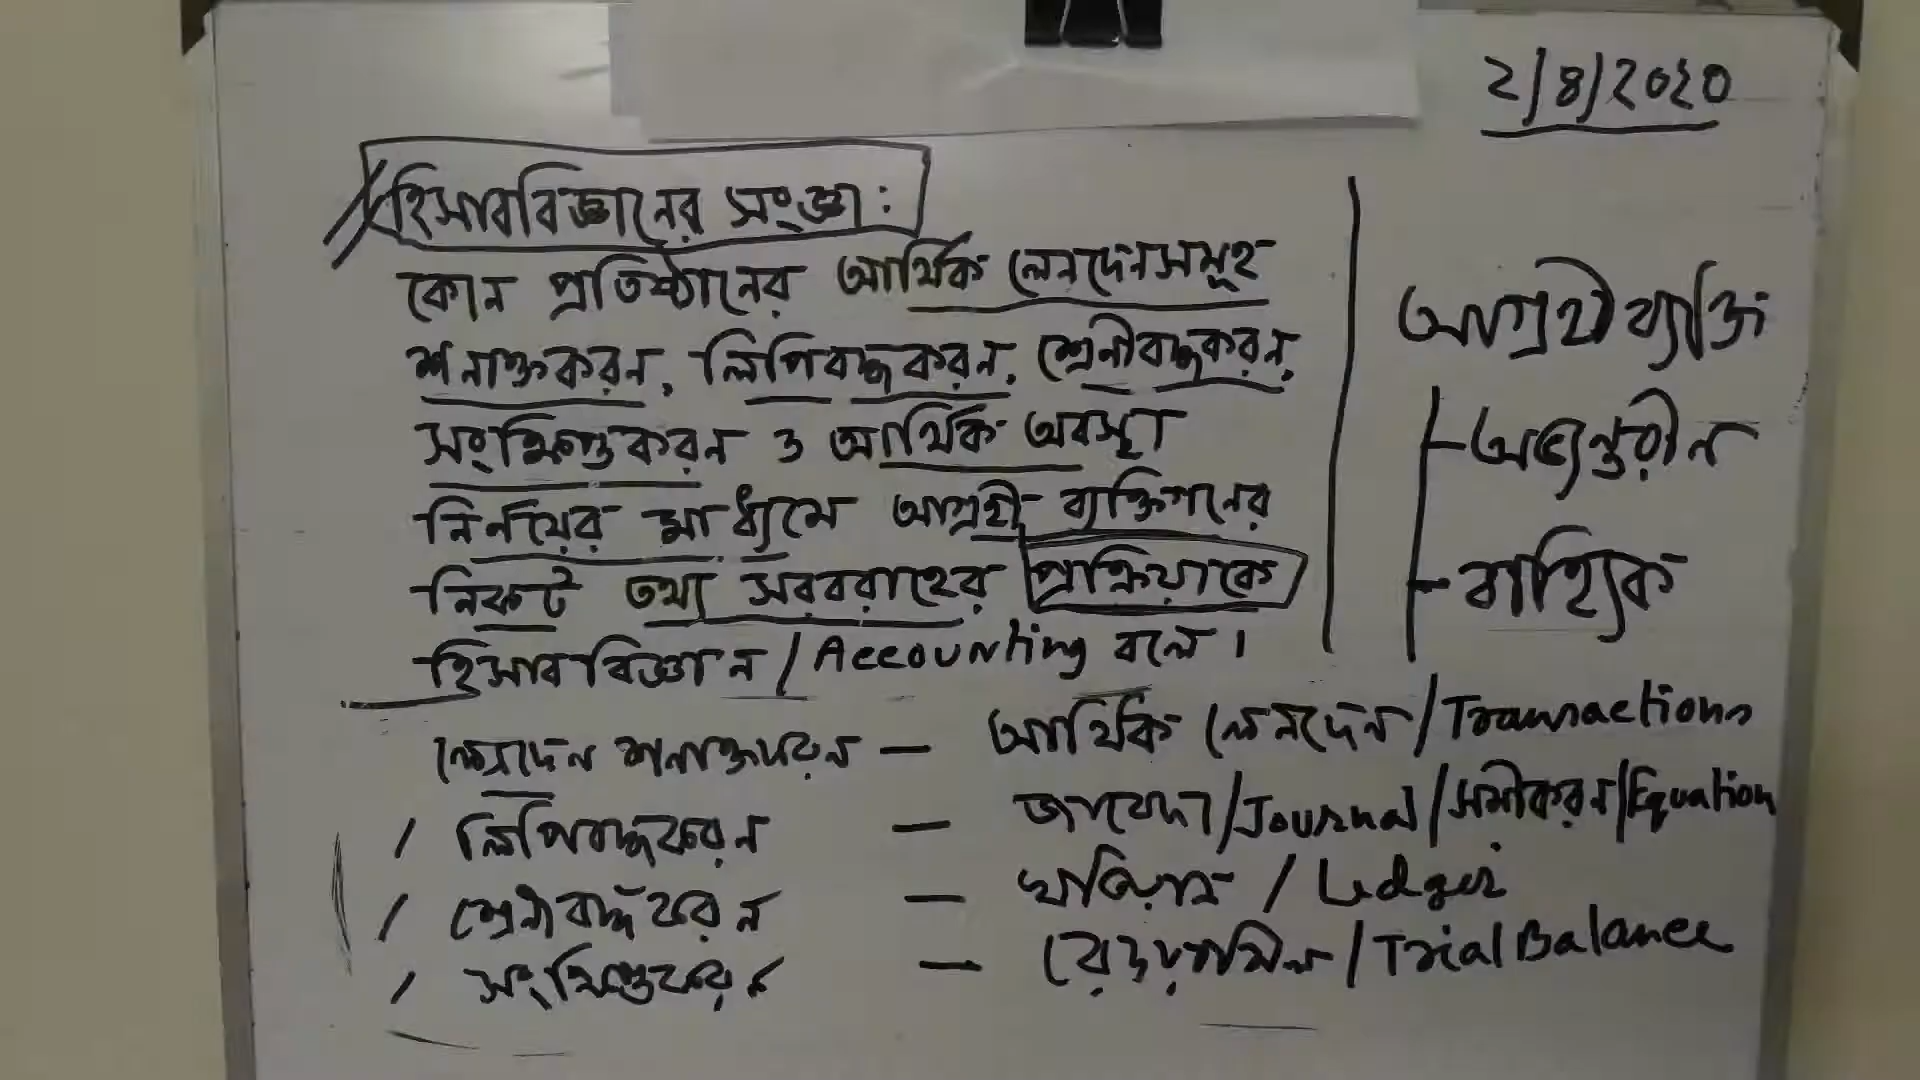 ২/৪/২০২০
হিসাববিজ্ঞানের সংজ্ঞা:
কোন প্রতিষ্ঠানের আর্থিক লেনদেনসমূহ
শনাক্তকরন, লিপিবদ্ধকরন, শ্রেনীবদ্ধকরন,
সংক্ষিপ্তকরন ও আর্থিক অবস্থা
নির্নয়ের মাধ্যমে আগ্রহী ব্যক্তিগনের
নিকট তথ্য সরবরাহের প্রক্রিয়াকে
হিসাববিজ্ঞান / Accounting বলে।
আগ্রহী ব্যক্তি
- অভ্যন্তরীন
- বাহ্যিক
লেনদেন শনাক্তকরন — আর্থিক লেনদেন / Transactions
/ লিপিবদ্ধকরন — জাবেদা / Journal / সমীকরন / Equation
/ শ্রেনীবদ্ধকরন — খতিয়ান / Ledger
/ সংক্ষিপ্তকরন — রেওয়ামিল / Trial Balance